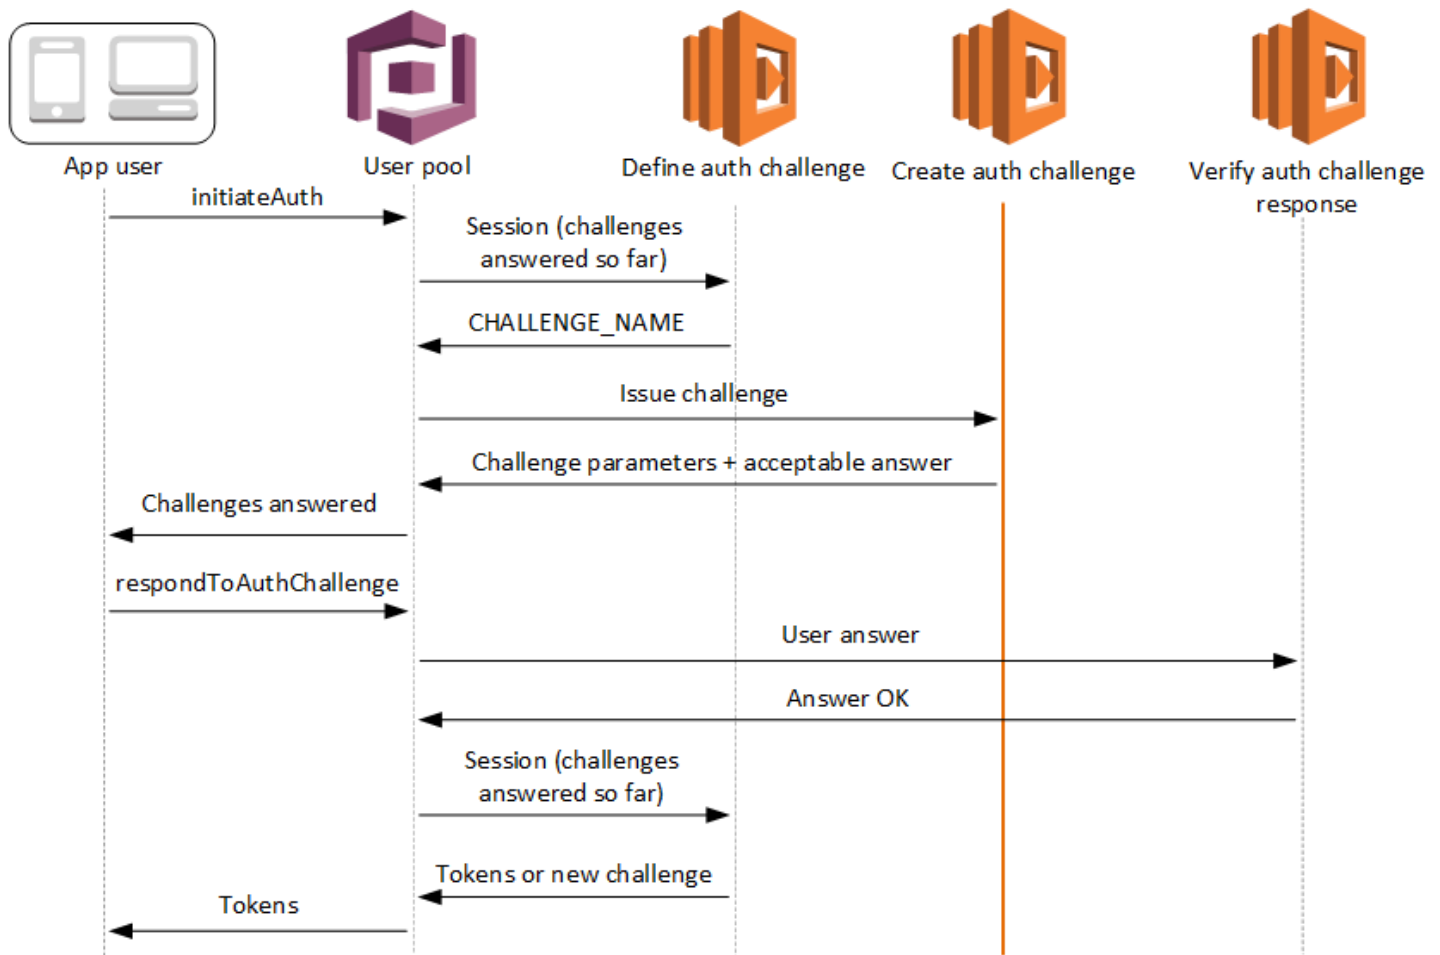 App user
User pool
Define auth challenge
Create auth challenge
Verify auth challenge
response
initiateAuth
Session (challenges
answered so far)
CHALLENGE_NAME
Issue challenge
Challenge parameters + acceptable answer
Challenges answered
respondToAuthChallenge
User answer
Answer OK
Session (challenges
answered so far)
Tokens or new challenge
Tokens